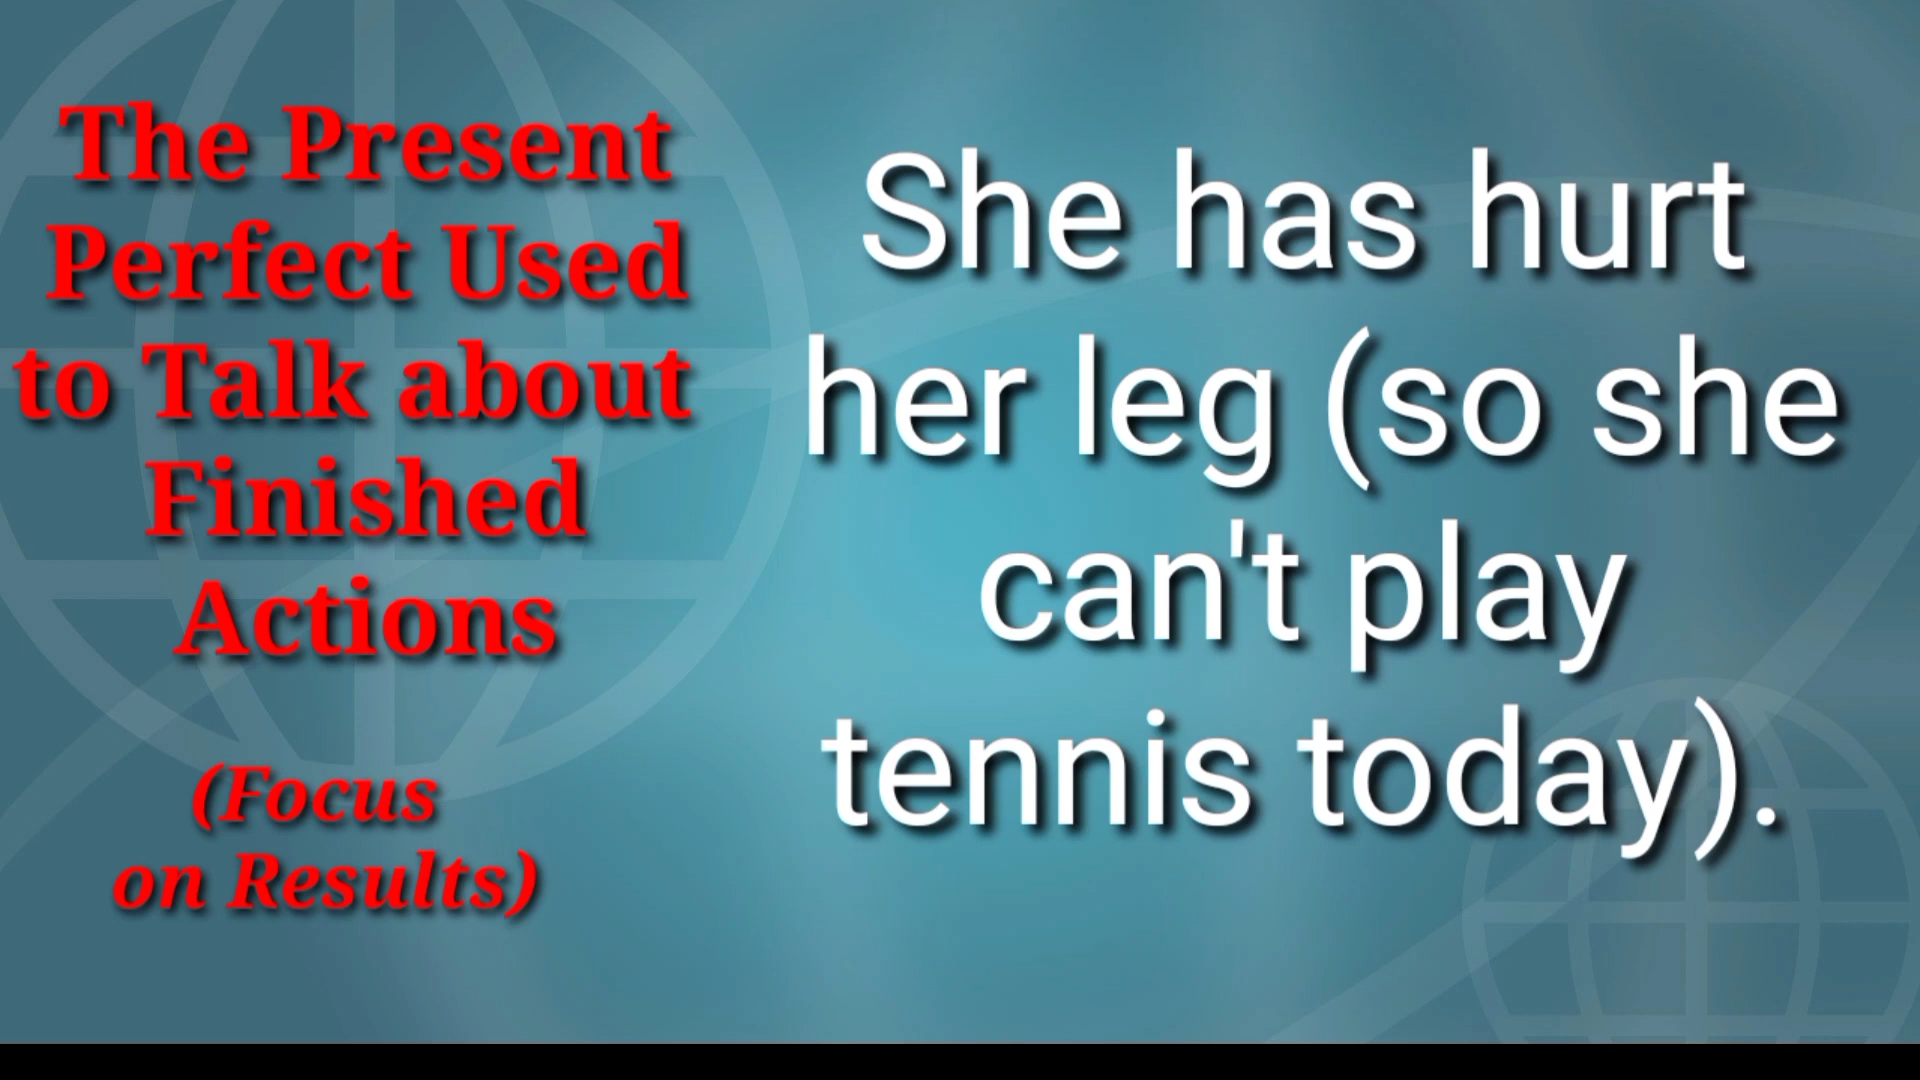 The Present
Perfect Used
to Talk about
Finished
Actions
(Focus
on Results)
She has hurt
her leg (so she
can't play
tennis today).